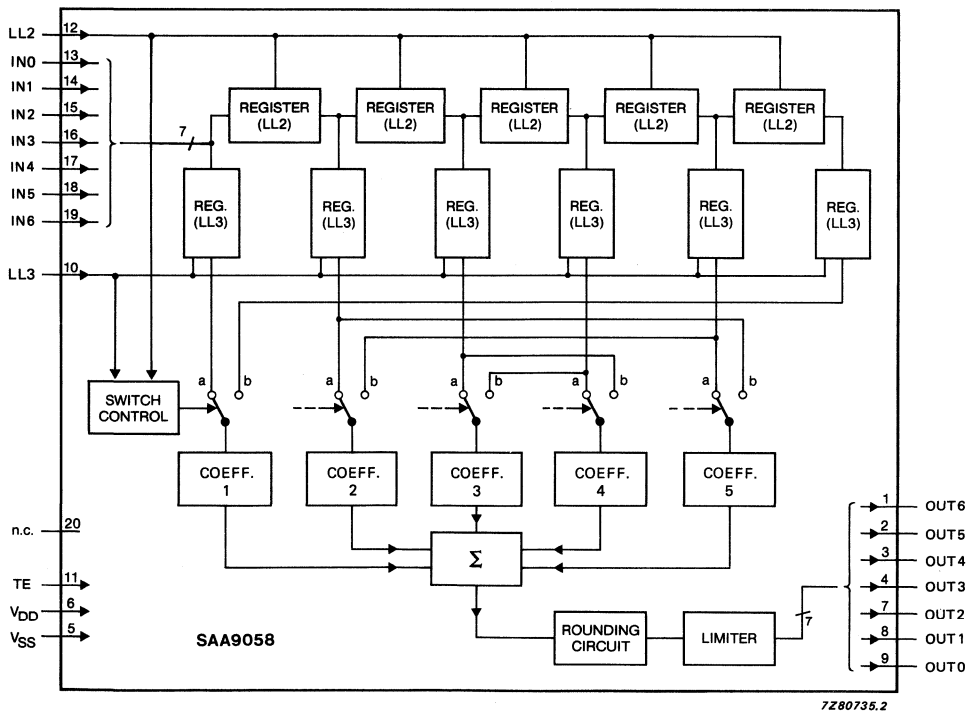 LL2 12
IN0 13
IN1 14
IN2 15
IN3 16
IN4 17
IN5 18
IN6 19
7
REGISTER
(LL2)
REGISTER
(LL2)
REGISTER
(LL2)
REGISTER
(LL2)
REGISTER
(LL2)
REG.
(LL3)
REG.
(LL3)
REG.
(LL3)
REG.
(LL3)
REG.
(LL3)
REG.
(LL3)
LL3 10
a b
a b
a b
a b
a b
SWITCH
CONTROL
COEFF.
1
COEFF.
2
COEFF.
3
COEFF.
4
COEFF.
5
Σ
n.c. 20
TE 11
VDD 6
VSS 5
SAA9058
ROUNDING
CIRCUIT
LIMITER
7
1 OUT6
2 OUT5
3 OUT4
4 OUT3
7 OUT2
8 OUT1
9 OUT0
7Z80735.2